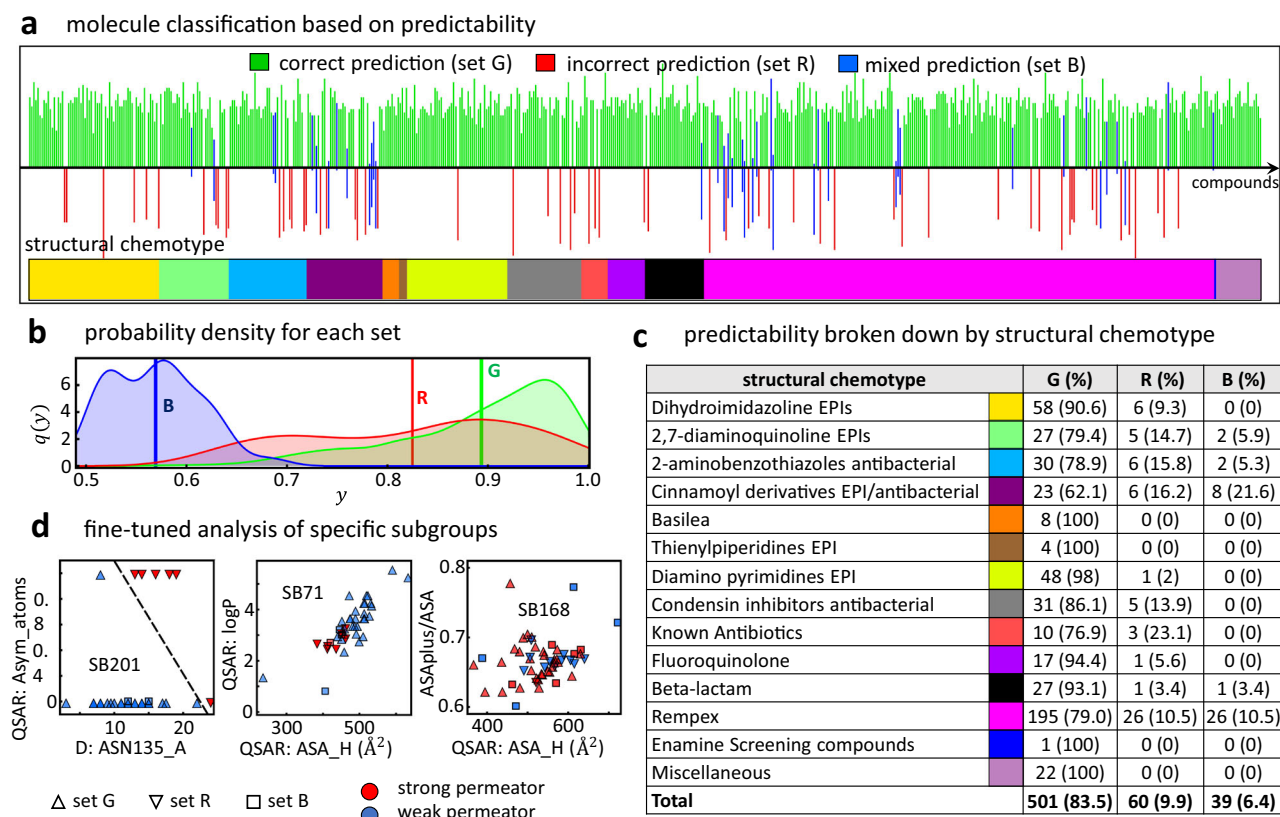 a molecule classification based on predictability
correct prediction (set G) incorrect prediction (set R) mixed prediction (set B)
compounds
structural chemotype
b probability density for each set
q(y)
6
4
2
0
B
R
G
0.5 0.6 0.7 0.8 0.9 1.0
y
c predictability broken down by structural chemotype
structural chemotype G (%) R (%) B (%)
Dihydroimidazoline EPIs 58 (90.6) 6 (9.3) 0 (0)
2,7-diaminoquinoline EPIs 27 (79.4) 5 (14.7) 2 (5.9)
2-aminobenzothiazoles antibacterial 30 (78.9) 6 (15.8) 2 (5.3)
Cinnamoyl derivatives EPI/antibacterial 23 (62.1) 6 (16.2) 8 (21.6)
Basilea 8 (100) 0 (0) 0 (0)
Thienylpiperidines EPI 4 (100) 0 (0) 0 (0)
Diamino pyrimidines EPI 48 (98) 1 (2) 0 (0)
Condensin inhibitors antibacterial 31 (86.1) 5 (13.9) 0 (0)
Known Antibiotics 10 (76.9) 3 (23.1) 0 (0)
Fluoroquinolone 17 (94.4) 1 (5.6) 0 (0)
Beta-lactam 27 (93.1) 1 (3.4) 1 (3.4)
Rempex 195 (79.0) 26 (10.5) 26 (10.5)
Enamine Screening compounds 1 (100) 0 (0) 0 (0)
Miscellaneous 22 (100) 0 (0) 0 (0)
Total 501 (83.5) 60 (9.9) 39 (6.4)
d fine-tuned analysis of specific subgroups
QSAR: Asym_atoms
0.
8
0.
4
0
SB201
10 20
D: ASN135_A
QSAR: logP
4
2
0
SB71
300 500
QSAR: ASA_H (Å²)
ASAplus/ASA
0.8
0.7
0.6
SB168
400 600
QSAR: ASA_H (Å²)
set G set R set B
strong permeator
weak permeator